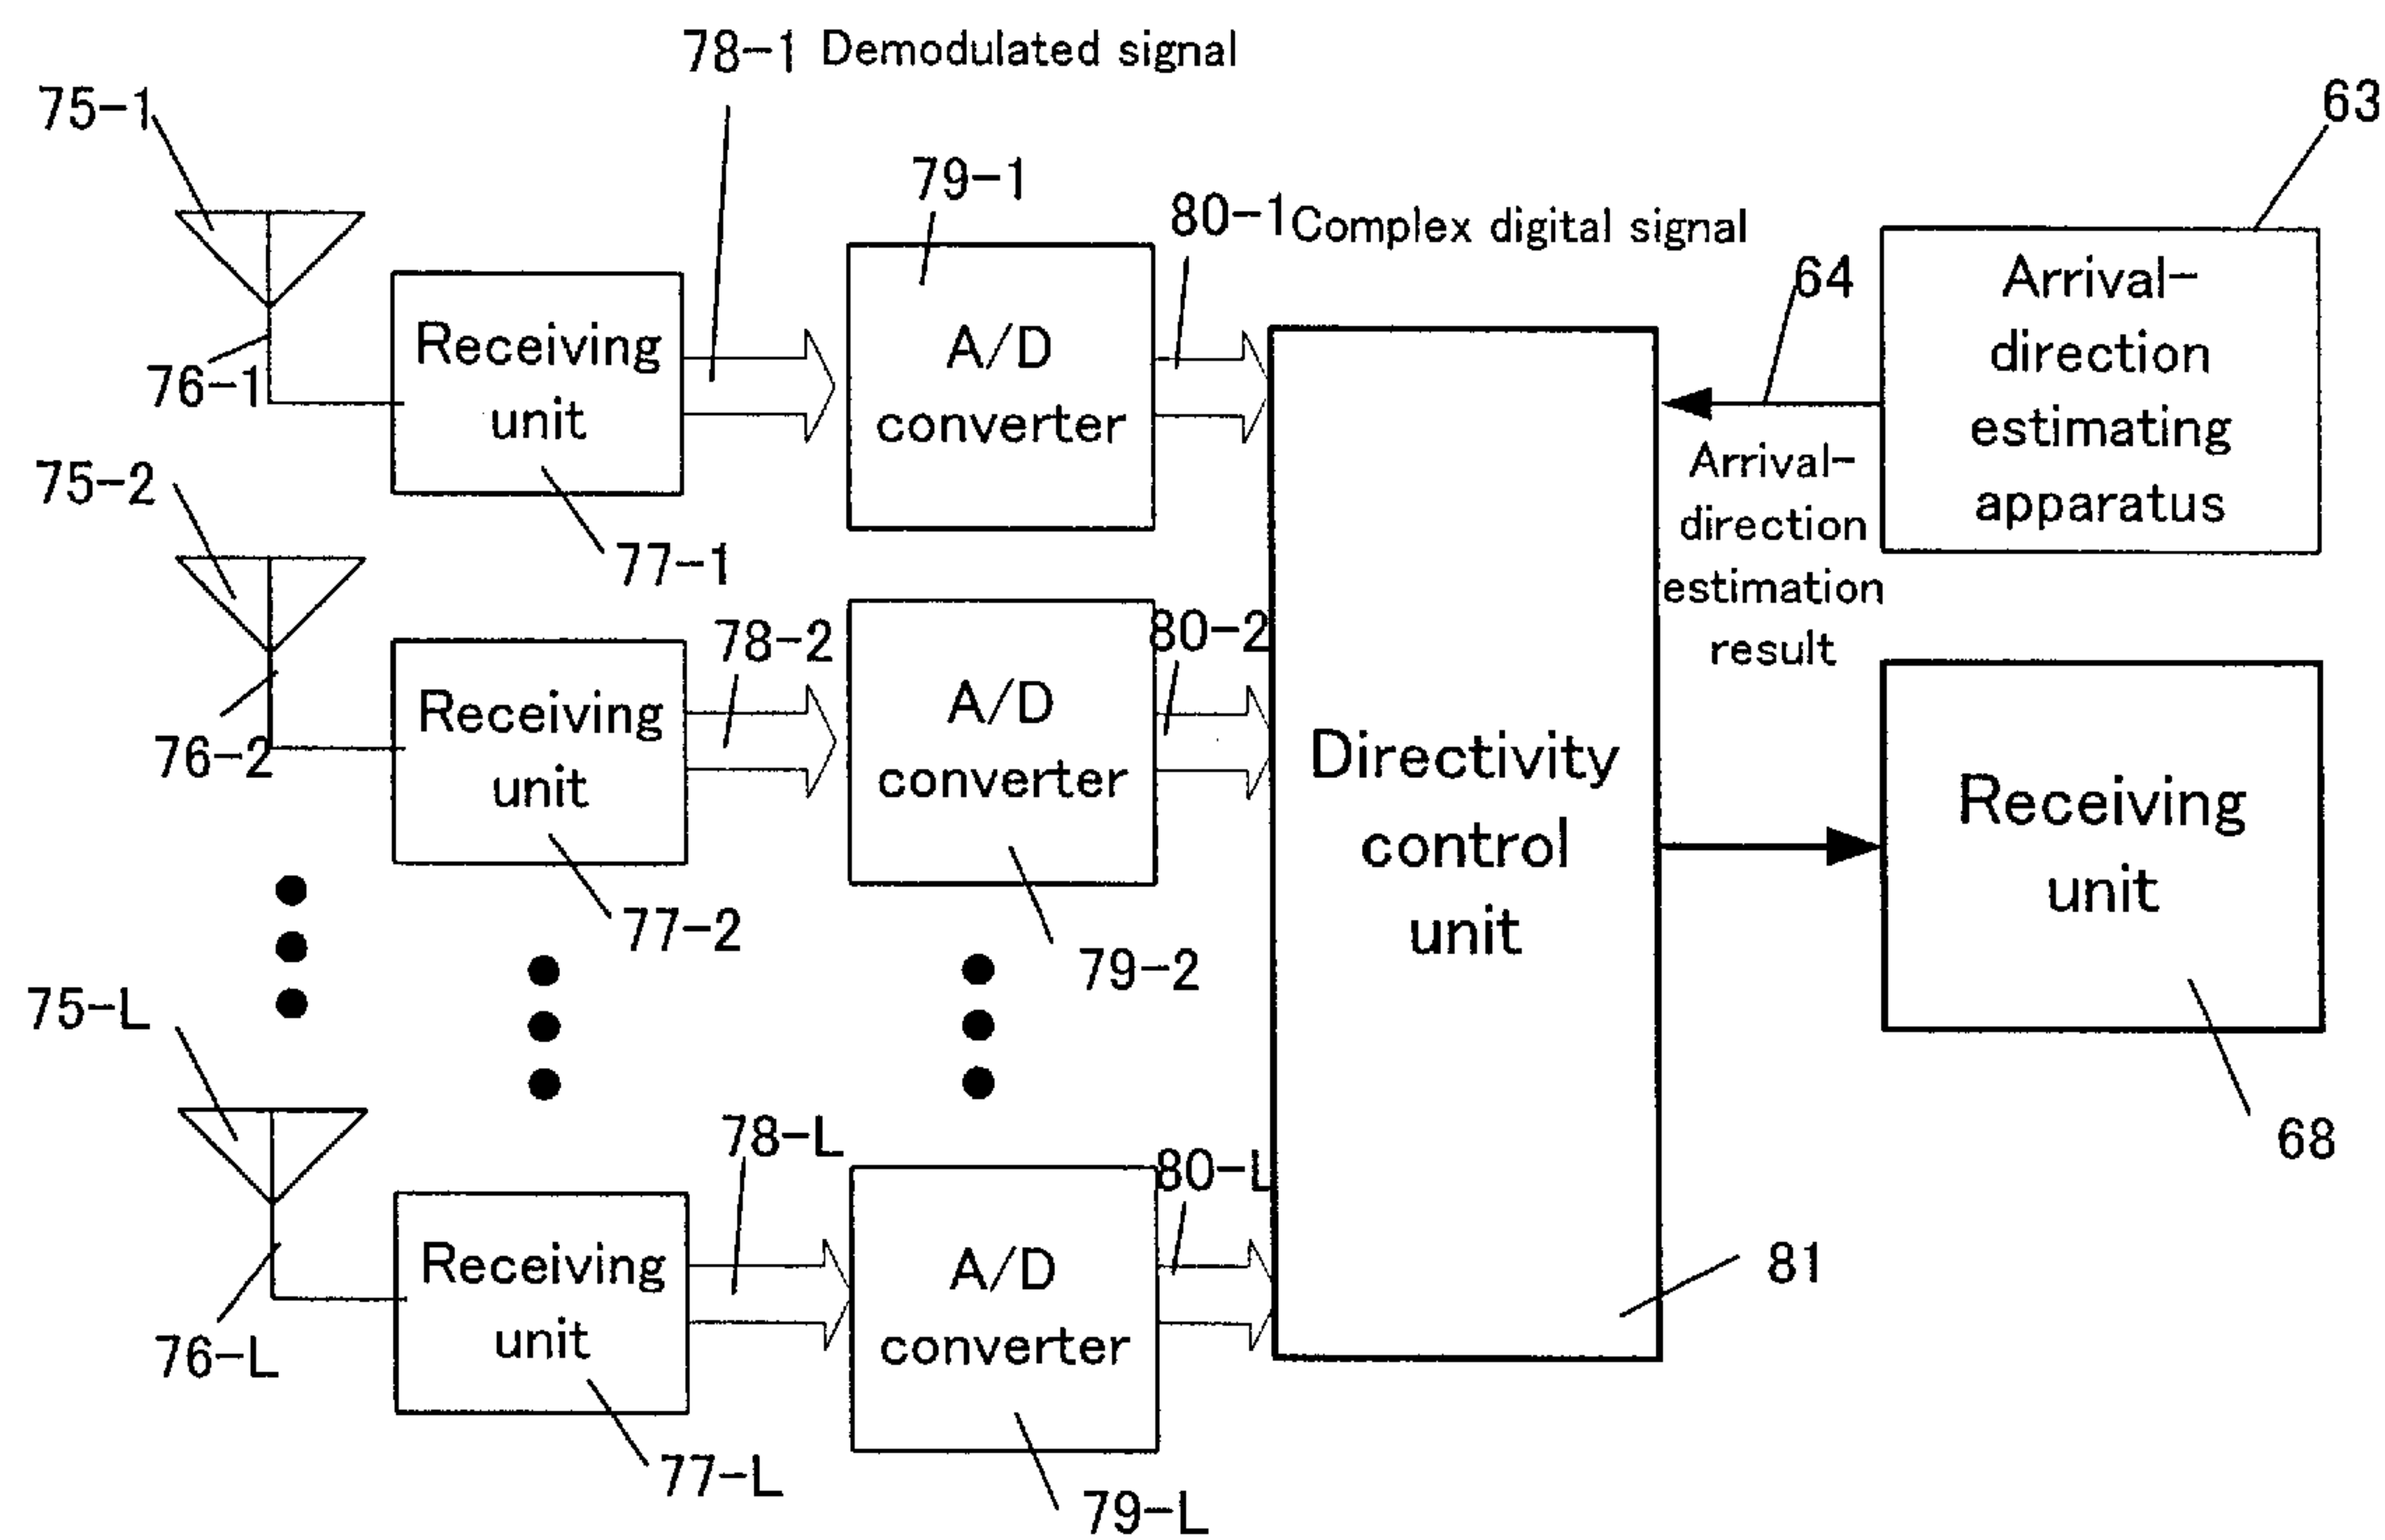 78-1 Demodulated signal
75-1
63
79-1
80-1 Complex digital signal
64
Arrival-
direction
estimating
apparatus
Receiving
unit
A/D
converter
76-1
Arrival-
direction
estimation
result
75-2
77-1
78-2
80-2
Receiving
unit
A/D
converter
76-2
Directivity
control
unit
Receiving
unit
77-2
79-2
75-L
78-L
80-L
68
Receiving
unit
A/D
converter
81
76-L
77-L
79-L